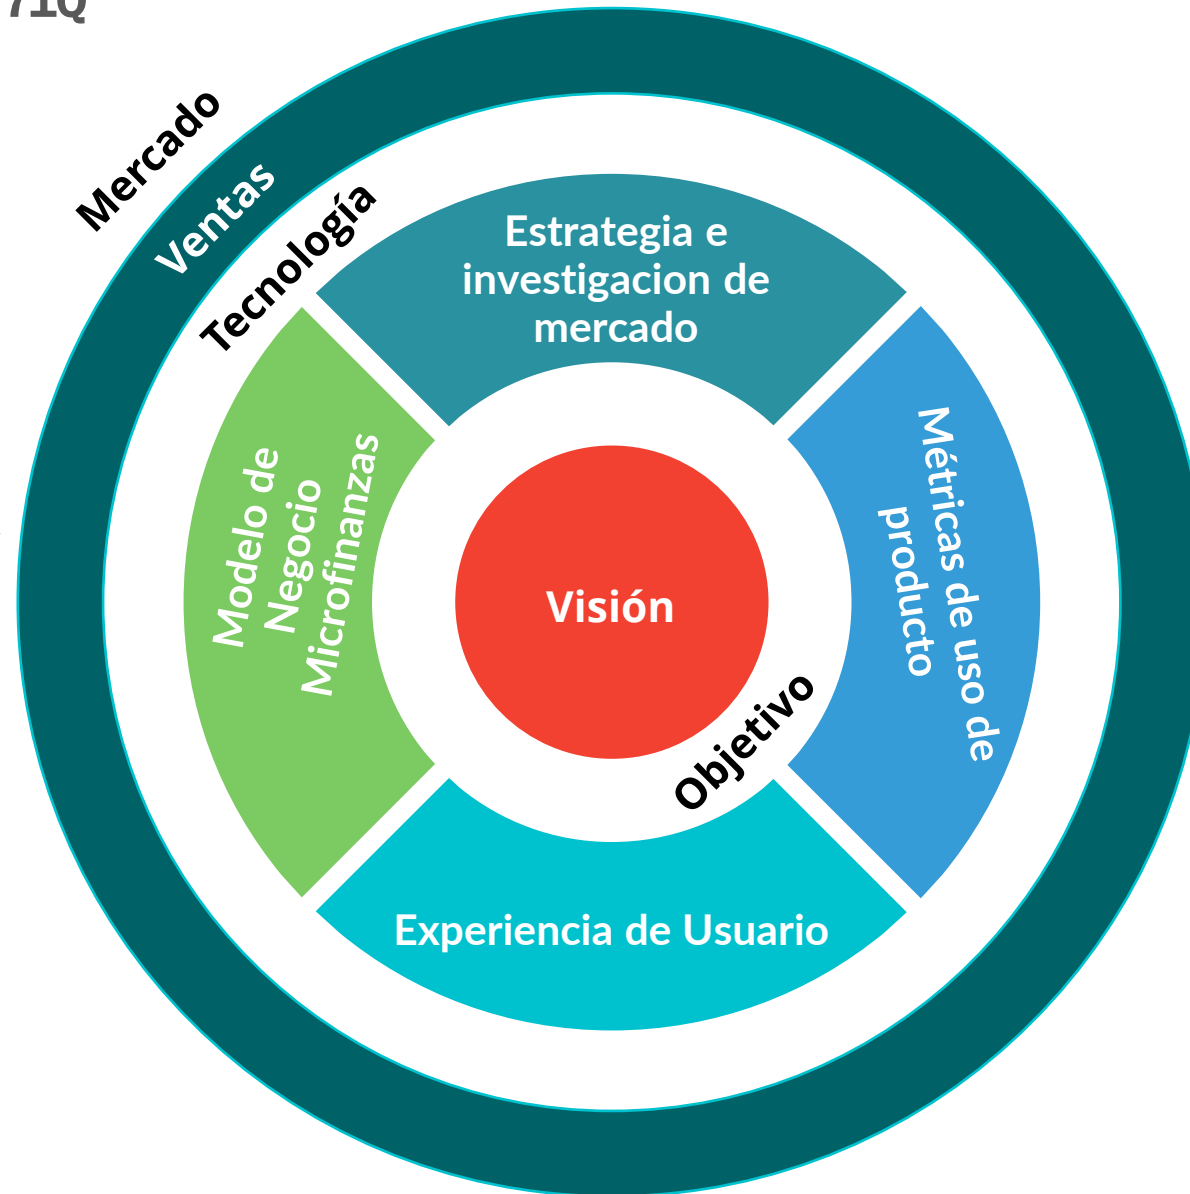 71Q
Mercado
Ventas
Tecnología
Estrategia e
investigacion de
mercado
Modelo de
Negocio
Microfinanzas
Métricas de uso de
producto
Visión
Objetivo
Experiencia de Usuario